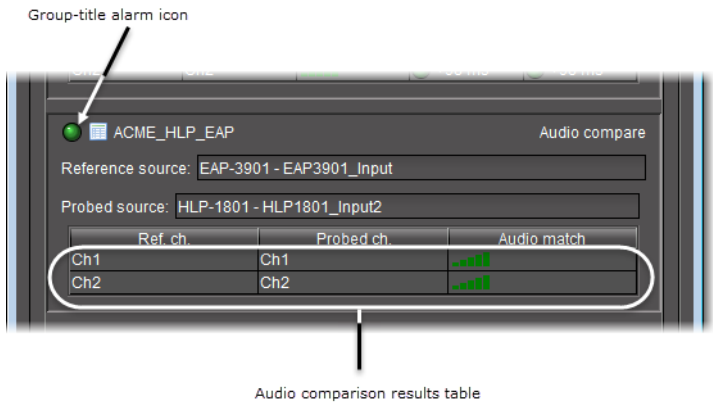 Group-title alarm icon
ACME_HLP_EAP Audio compare
Reference source: EAP-3901 - EAP3901_Input
Probed source: HLP-1801 - HLP1801_Input2
Ref. ch. Probed ch. Audio match
Ch1 Ch1
Ch2 Ch2
Audio comparison results table